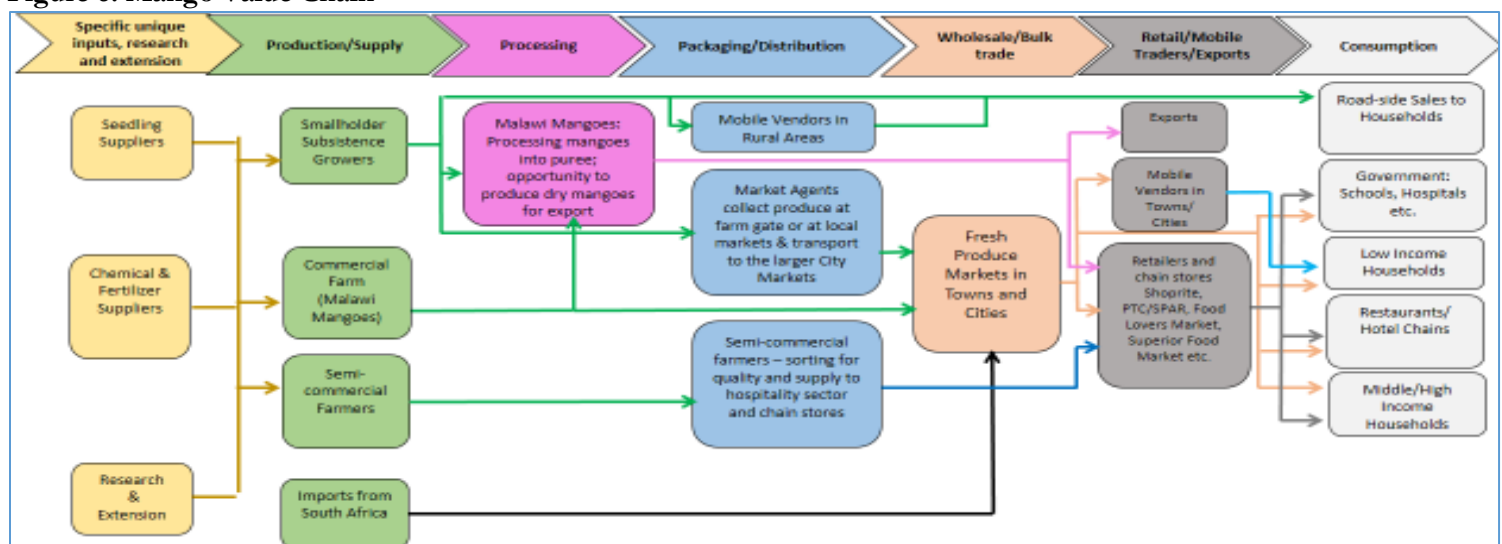 Specific unique
inputs, research
and extension
Production/Supply
Processing
Packaging/Distribution
Wholesale/Bulk
trade
Retail/Mobile
Traders/Exports
Consumption
Seedling
Suppliers
Chemical &
Fertilizer
Suppliers
Research
&
Extension
Smallholder
Subsistence
Growers
Commercial
Farm
(Malawi
Mangoes)
Semi-
commercial
Farmers
Imports from
South Africa
Malawi Mangoes:
Processing mangoes
into puree;
opportunity to
produce dry mangoes
for export
Mobile Vendors in
Rural Areas
Market Agents
collect produce at
farm gate or at local
markets & transport
to the larger City
Markets
Semi-commercial
farmers – sorting for
quality and supply to
hospitality sector
and chain stores
Fresh
Produce
Markets in
Towns and
Cities
Exports
Mobile
Vendors in
Towns/
Cities
Retailers and
chain stores
Shoprite,
PTC/SPAR, Food
Lovers Market,
Superior Food
Market etc.
Road-side Sales to
Households
Government:
Schools, Hospitals
etc.
Low Income
Households
Restaurants/
Hotel Chains
Middle/High
Income
Households